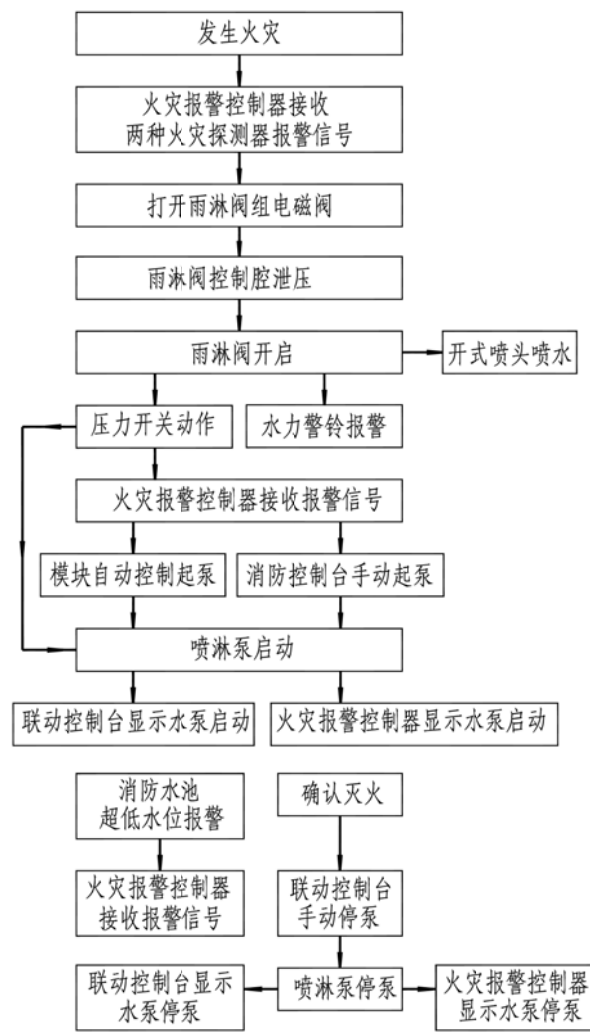 发生火灾
火灾报警控制器接收
两种火灾探测器报警信号
打开雨淋阀组电磁阀
雨淋阀控制腔泄压
雨淋阀开启
开式喷头喷水
压力开关动作
水力警铃报警
火灾报警控制器接收报警信号
模块自动控制起泵
消防控制台手动起泵
喷淋泵启动
联动控制台显示水泵启动
火灾报警控制器显示水泵启动
消防水池
超低水位报警
确认灭火
火灾报警控制器
接收报警信号
联动控制台
手动停泵
联动控制台显示
水泵停泵
喷淋泵停泵
火灾报警控制器
显示水泵停泵